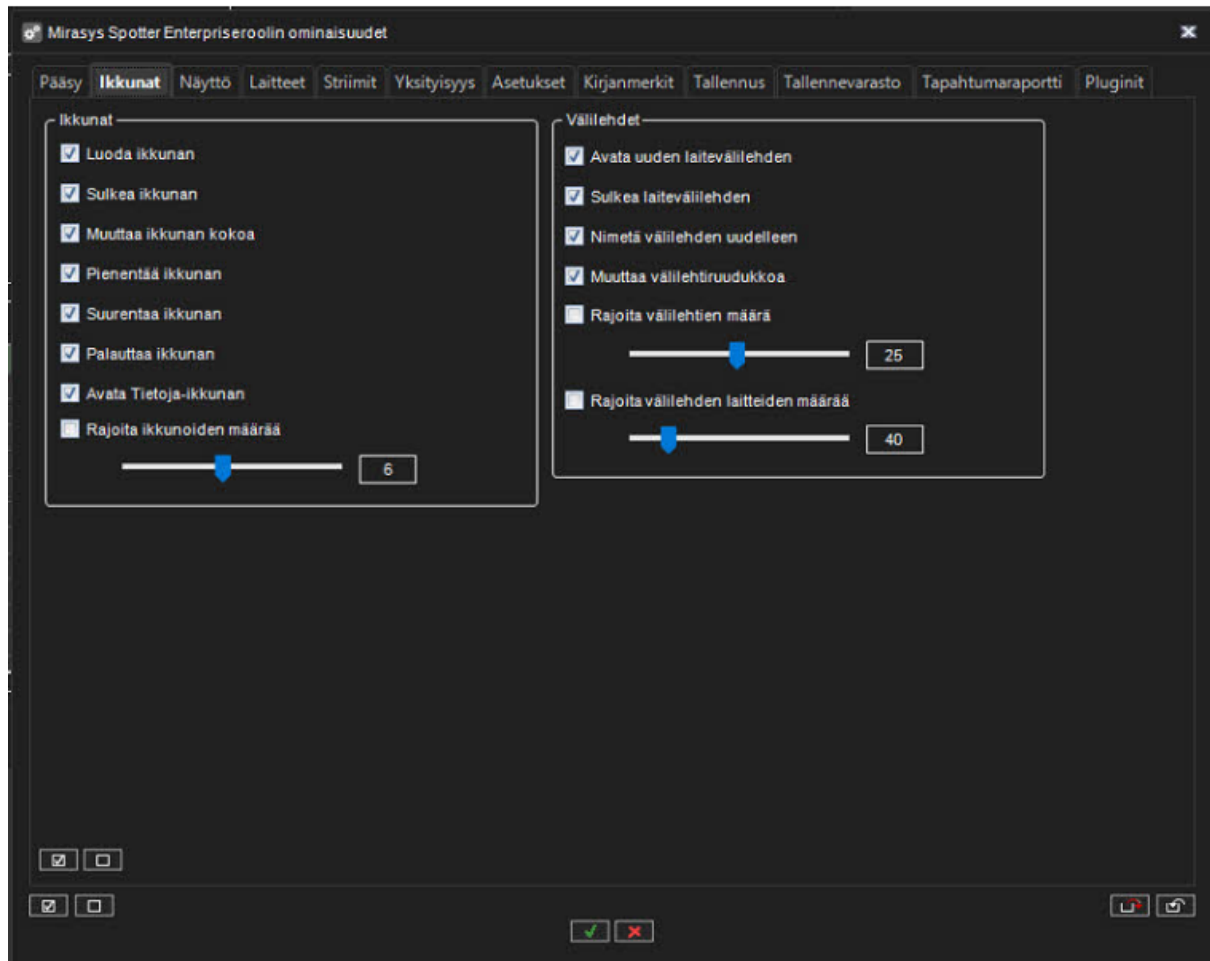 Mirasys Spotter Enterpriseroolin ominaisuudet
Pääsy Ikkunat Näyttö Laitteet Striimit Yksityisyys Asetukset Kirjanmerkit Tallennus Tallennevarasto Tapahtumaraportti Pluginit
Ikkunat
Luoda ikkunan
Sulkea ikkunan
Muuttaa ikkunan kokoa
Pienentää ikkunan
Suurentaa ikkunan
Palauttaa ikkunan
Avata Tietoja-ikkunan
Rajoita ikkunoiden määrää
6
Välilehdet
Avata uuden laitevälilehden
Sulkea laitevälilehden
Nimetä välilehden uudelleen
Muuttaa välilehtiruudukkoa
Rajoita välilehtien määrä
25
Rajoita välilehden laitteiden määrää
40